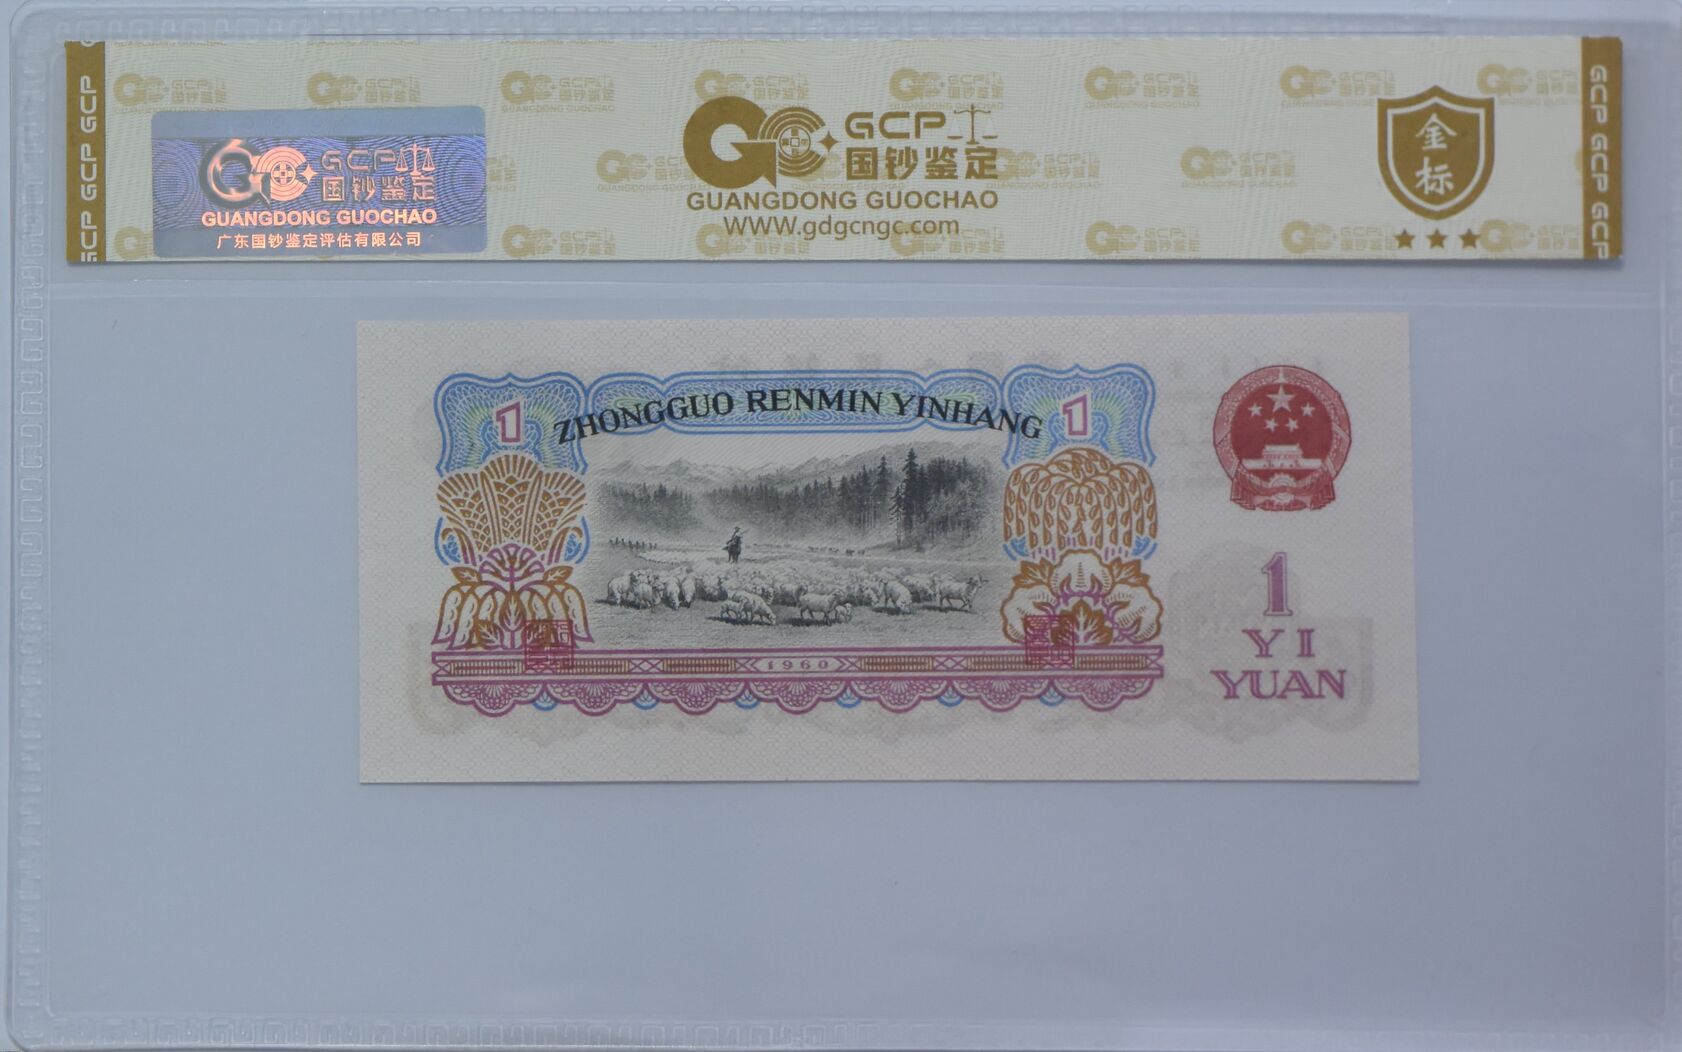 GCP
国钞鉴定
GUANGDONG GUOCHAO
广东国钞鉴定评估有限公司
GCP
国钞鉴定
GUANGDONG GUOCHAO
WWW.gdgcngc.com
金
标
GCP GCP GCP
GCP GCP GCP
1
ZHONGGUO RENMIN YINHANG
1
1960
1
YI
YUAN